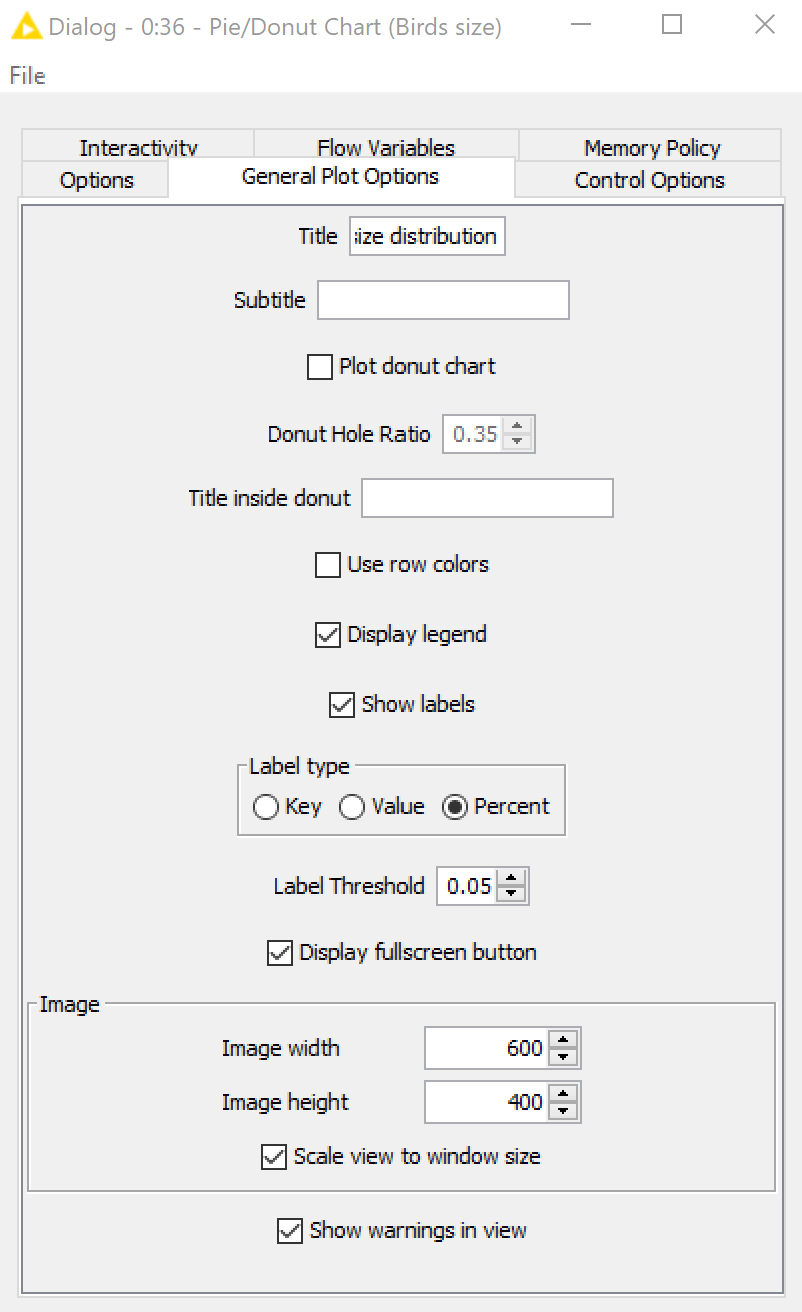 Dialog - 0:36 - Pie/Donut Chart (Birds size)
File
Interactivity Flow Variables Memory Policy
Options General Plot Options Control Options
Title size distribution
Subtitle
Plot donut chart
Donut Hole Ratio 0.35
Title inside donut
Use row colors
Display legend
Show labels
Label type
Key Value Percent
Label Threshold 0.05
Display fullscreen button
Image
Image width 600
Image height 400
Scale view to window size
Show warnings in view